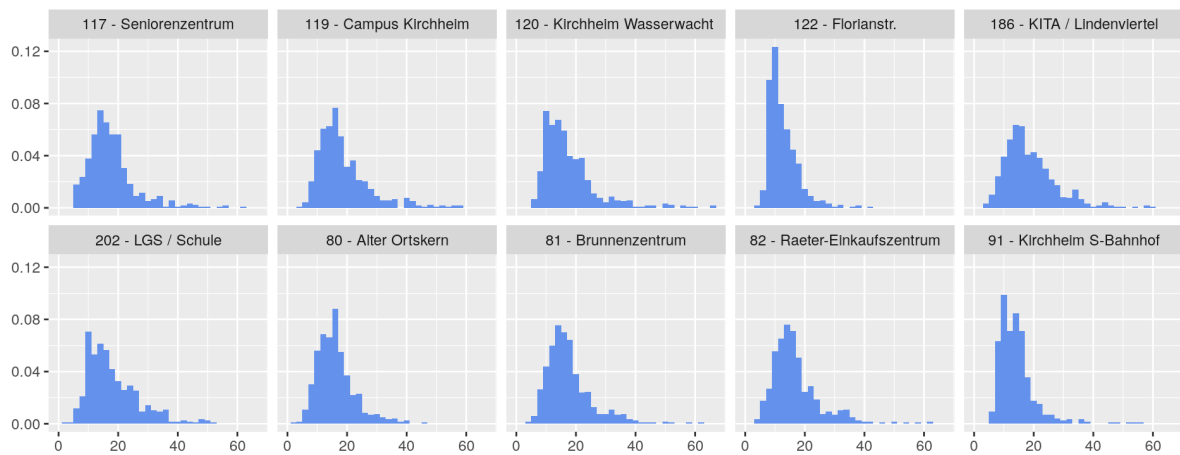 117 - Seniorenzentrum
119 - Campus Kirchheim
120 - Kirchheim Wasserwacht
122 - Florianstr.
186 - KITA / Lindenviertel
0.12
0.08
0.04
0.00
202 - LGS / Schule
80 - Alter Ortskern
81 - Brunnenzentrum
82 - Raeter-Einkaufszentrum
91 - Kirchheim S-Bahnhof
0.12
0.08
0.04
0.00
0 20 40 60 0 20 40 60 0 20 40 60 0 20 40 60 0 20 40 60